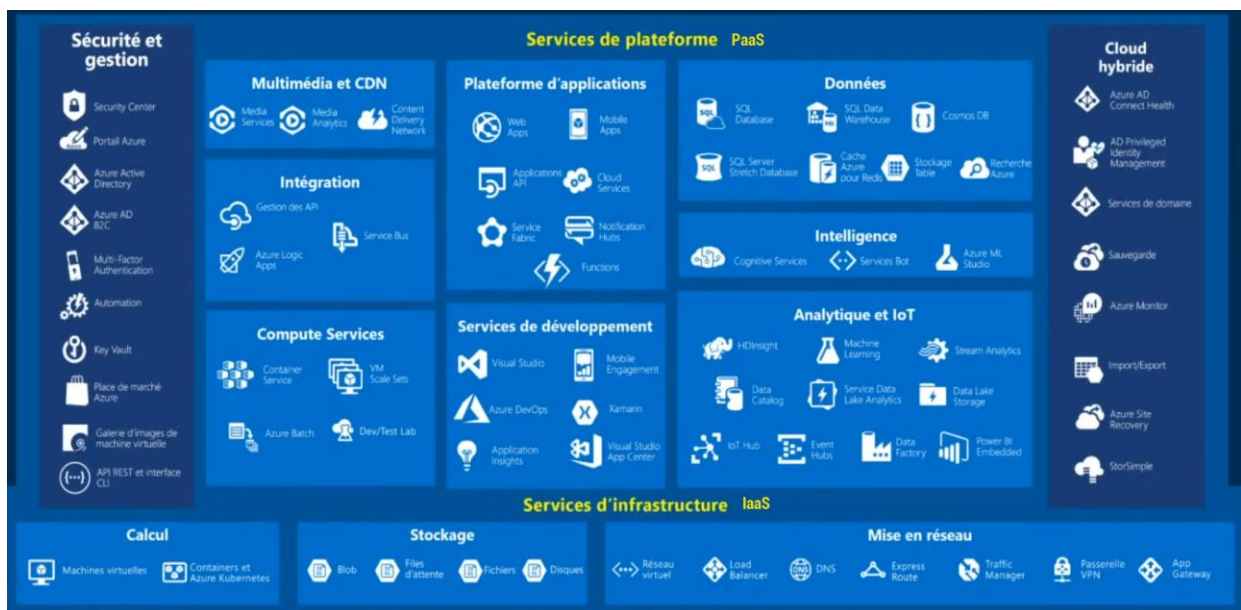 Services de plateforme PaaS
Sécurité et
gestion
Security Center
Portail Azure
Azure Active
Directory
Azure AD
B2C
Multi-Factor
Authentication
Automation
Key Vault
Place de marché
Azure
Galerie d'images de
machine virtuelle
API REST et interface
CLI
Multimédia et CDN
Media
Services
Media
Analytics
Content
Delivery
Network
Intégration
Gestion des API
Service Bus
Azure Logic
Apps
Compute Services
Container
Service
VM
Scale Sets
Azure Batch
Dev/Test Lab
Plateforme d'applications
Web
Apps
Mobile
Apps
Applications
API
Cloud
Services
Service
Fabric
Notification
Hubs
Functions
Services de développement
Visual Studio
Mobile
Engagement
Azure DevOps
Xamarin
Application
Insights
Visual Studio
App Center
Données
SQL
SQL
Database
SQL
SQL Data
Warehouse
Cosmos DB
SQL
SQL Server
Stretch Database
Cache
Azure
pour Redis
Stockage
Table
Recherche
Azure
Intelligence
Cognitive Services
Services Bot
Azure ML
Studio
Analytique et IoT
HDInsight
Machine
Learning
Stream Analytics
Data
Catalog
Service Data
Lake Analytics
Data Lake
Storage
IoT Hub
Event
Hubs
Data
Factory
Power BI
Embedded
Cloud
hybride
Azure AD
Connect Health
AD Privileged
Identity
Management
Services de domaine
Sauvegarde
Azure Monitor
Import/Export
Azure Site
Recovery
StorSimple
Services d'infrastructure IaaS
Calcul
Machines virtuelles
Containers et
Azure Kubernetes
Stockage
Blob
Files
d'attente
Fichiers
Disques
Mise en réseau
Réseau
virtuel
Load
Balancer
DNS
DNS
Express
Route
Traffic
Manager
Passerelle
VPN
App
Gateway